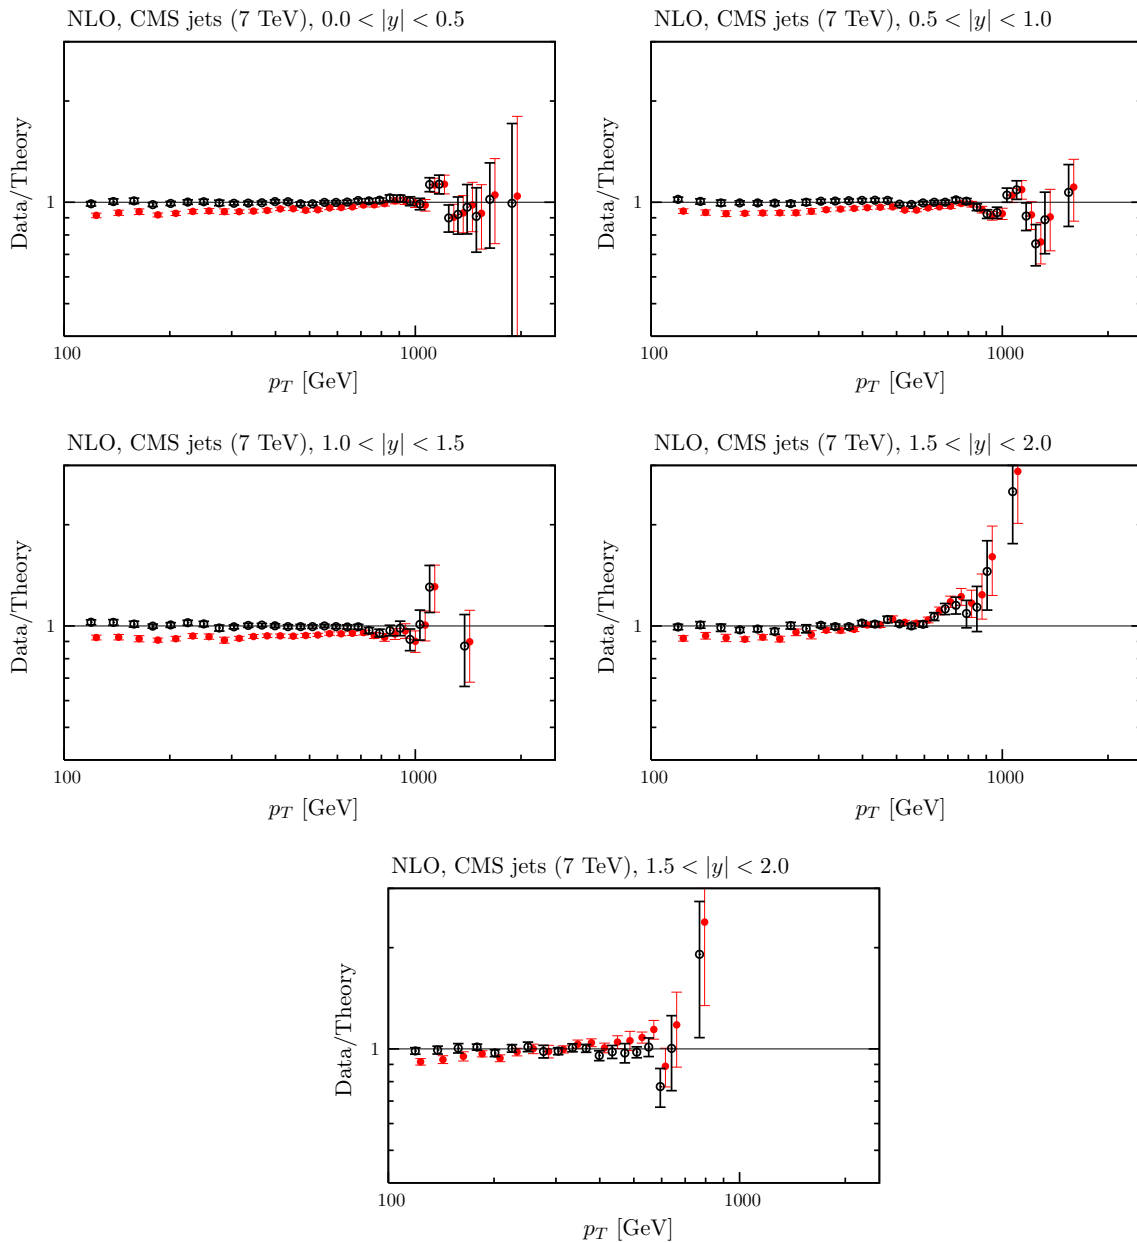 NLO, CMS jets (7 TeV), 0.0 < |y| < 0.5
Data/Theory
1
100
1000
p_T [GeV]
NLO, CMS jets (7 TeV), 0.5 < |y| < 1.0
Data/Theory
1
100
1000
p_T [GeV]
NLO, CMS jets (7 TeV), 1.0 < |y| < 1.5
Data/Theory
1
100
1000
p_T [GeV]
NLO, CMS jets (7 TeV), 1.5 < |y| < 2.0
Data/Theory
1
100
1000
p_T [GeV]
NLO, CMS jets (7 TeV), 1.5 < |y| < 2.0
Data/Theory
1
100
1000
p_T [GeV]